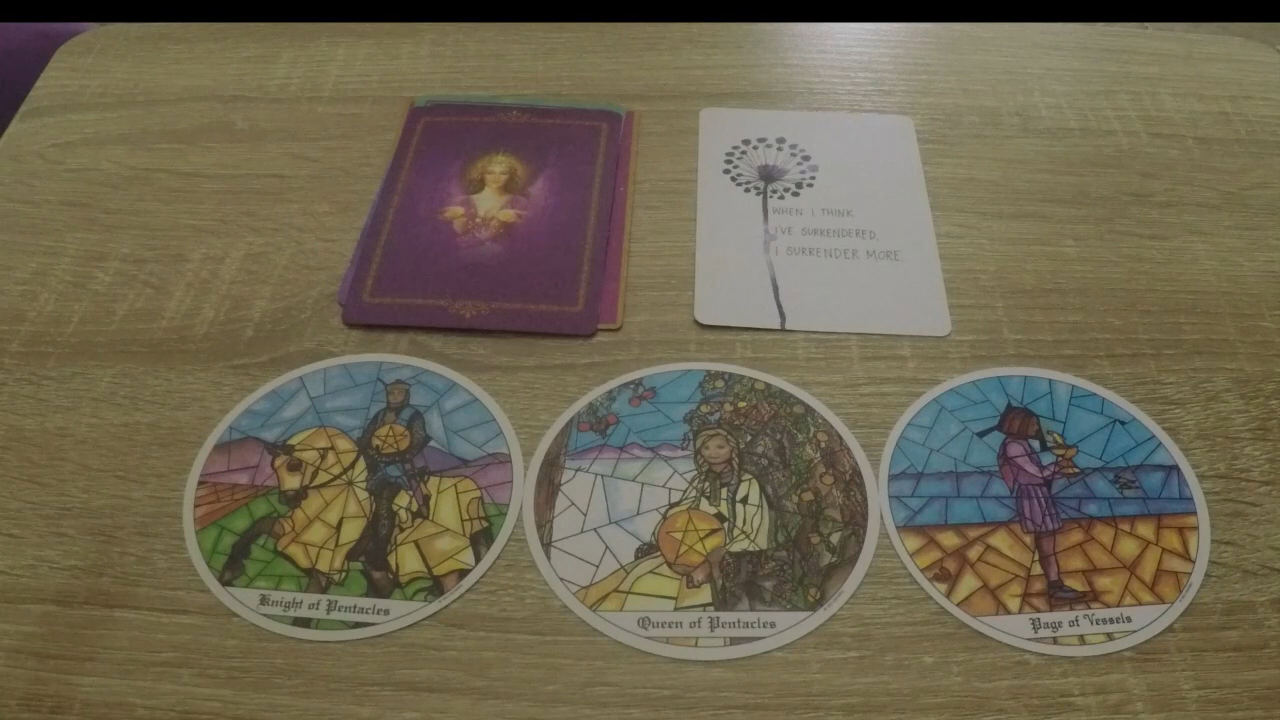 WHEN I THINK
I'VE SURRENDERED,
I SURRENDER MORE.
Knight of Pentacles
Queen of Pentacles
Page of Vessels